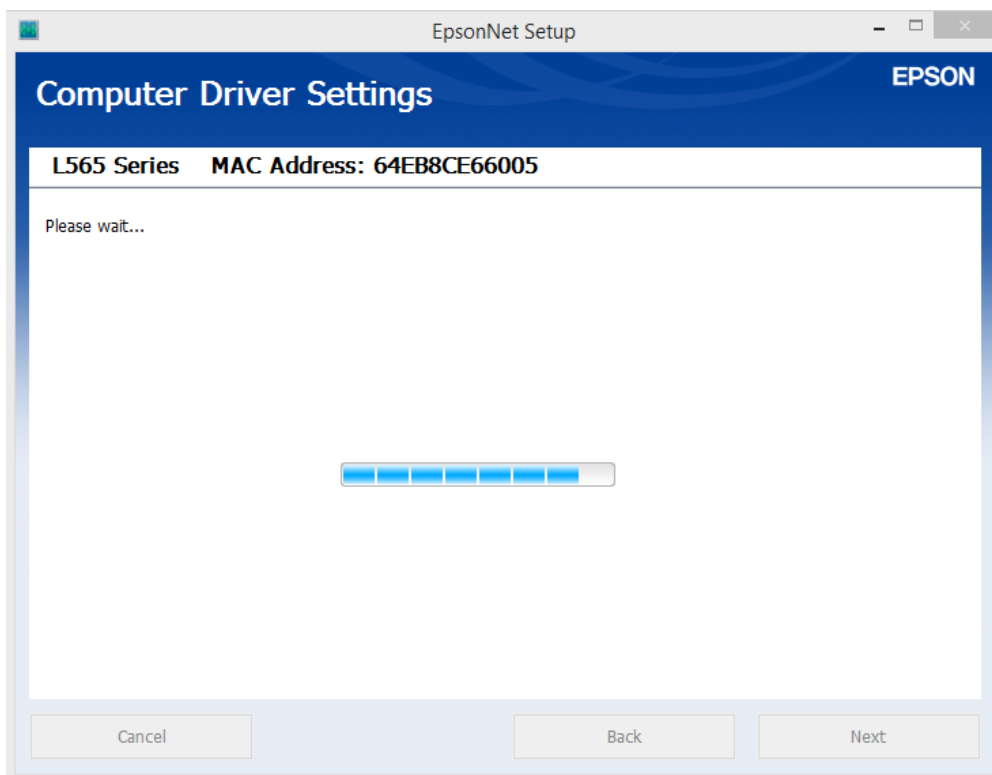 EpsonNet Setup
EPSON
Computer Driver Settings
L565 Series MAC Address: 64EB8CE66005
Please wait...
Cancel Back Next